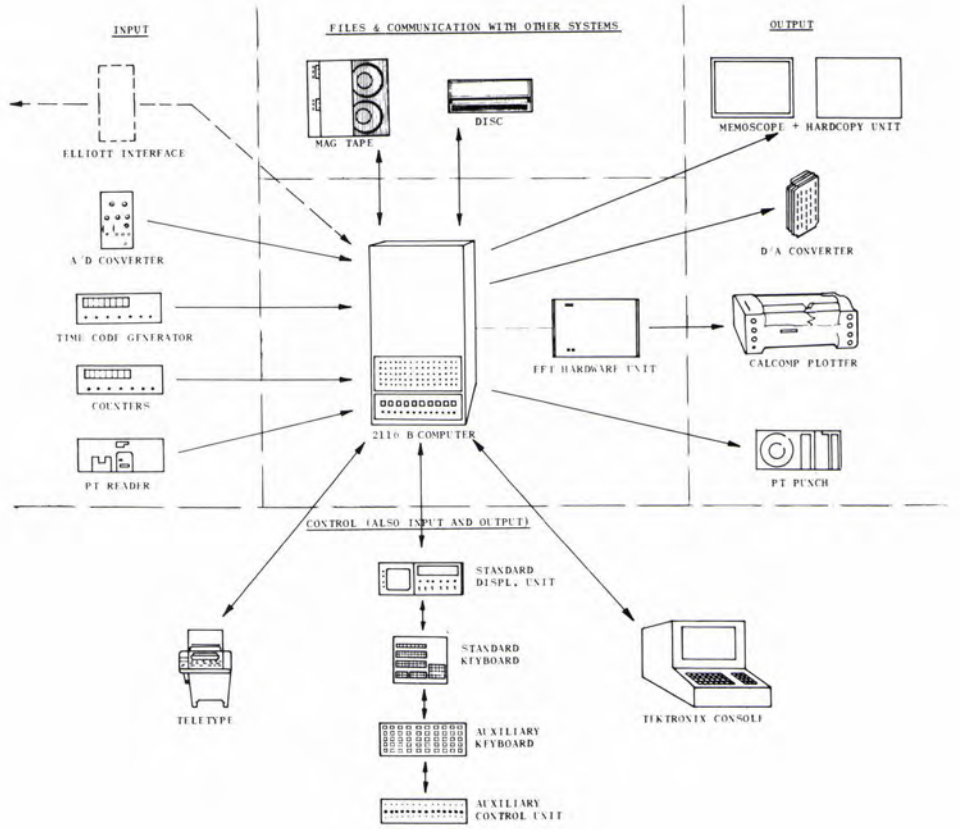 INPUT
FILES & COMMUNICATION WITH OTHER SYSTEMS
OUTPUT
ELLIOTT INTERFACE
MAG TAPE
DISC
MEMOSCOPE + HARDCOPY UNIT
A/D CONVERTER
D/A CONVERTER
TIME CODE GENERATOR
FFT HARDWARE UNIT
CALCOMP PLOTTER
COUNTERS
2116 B COMPUTER
PT READER
PT PUNCH
CONTROL (ALSO INPUT AND OUTPUT)
STANDARD
DISPL. UNIT
STANDARD
KEYBOARD
TELETYPE
TEKTRONIX CONSOLE
AUXILIARY
KEYBOARD
AUXILIARY
CONTROL UNIT